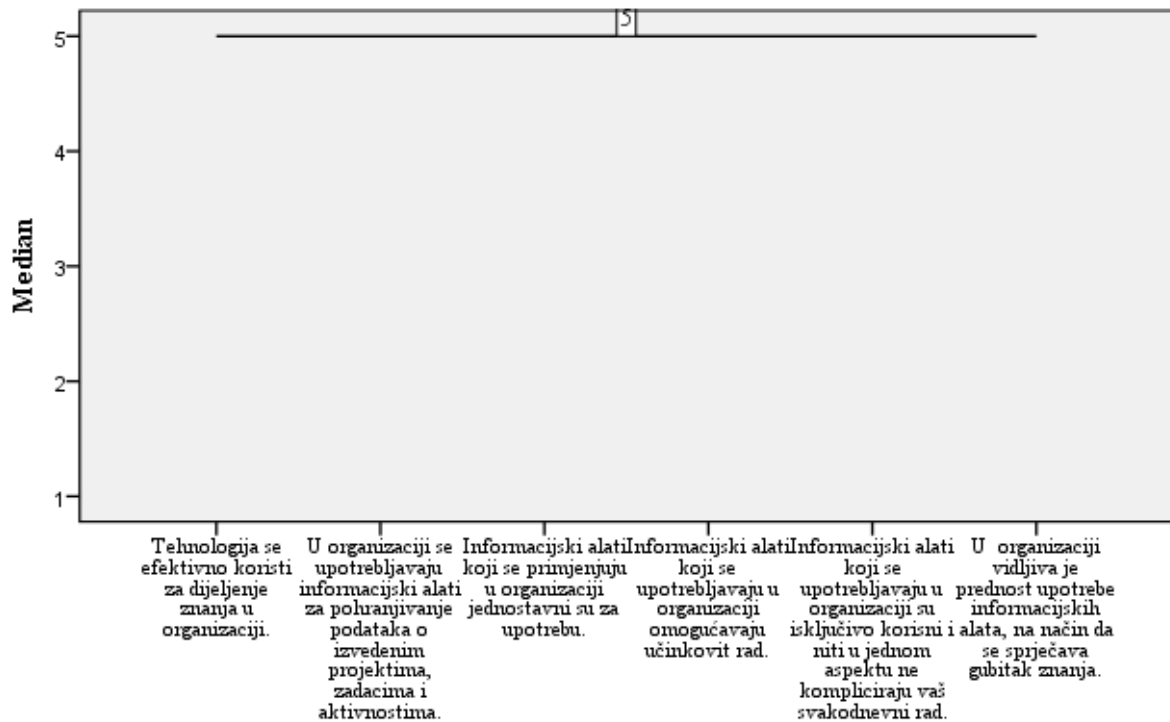 5
5
4
3
2
1
Median
Tehnologija se
efektivno koristi
za dijeljenje
znanja u
organizaciji.
U organizaciji se
upotrebljavaju
informacijski alati
za pohranjivanje
podataka o
izvedenim
projektima,
zadacima i
aktivnostima.
Informacijski alati
koji se primjenjuju
u organizaciji
jednostavni su za
upotrebu.
Informacijski alati
koji se
upotrebljavaju u
organizaciji
omogućavaju
učinkovit rad.
Informacijski alati
koji se
upotrebljavaju u
organizaciji su
isključivo korisni i
niti u jednom
aspektu ne
kompliciraju vaš
svakodnevni rad.
U organizaciji
vidljiva je
prednost upotrebe
informacijskih
alata, na način da
se sprječava
gubitak znanja.